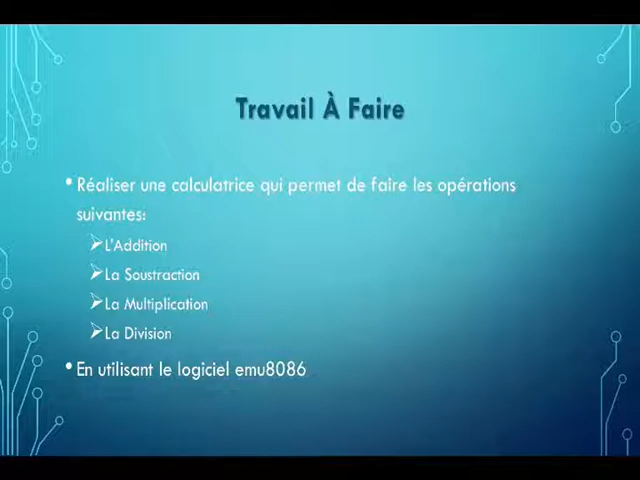 Travail À Faire
• Réaliser une calculatrice qui permet de faire les opérations
suivantes:
➢L'Addition
➢La Soustraction
➢La Multiplication
➢La Division
• En utilisant le logiciel emu8086